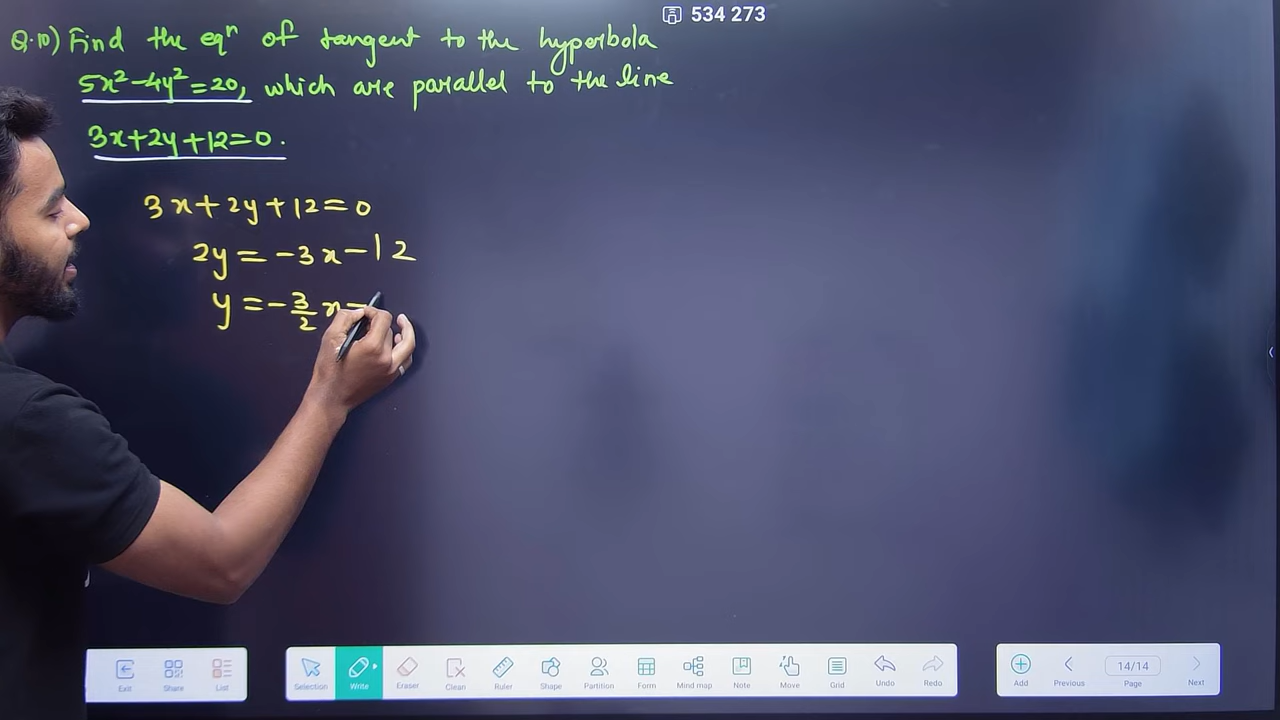 534 273
Q.10) Find the eqⁿ of tangent to the hyperbola
5x²-4y²=20, which are parallel to the line
3x+2y+12=0.
3x+2y+12=0
2y=-3x-12
y=-3/2x-
Exit Share List Selection Write Eraser Clean Ruler Shape Partition Form Mind map Note Move Grid Undo Redo Add Previous 14/14 Page Next